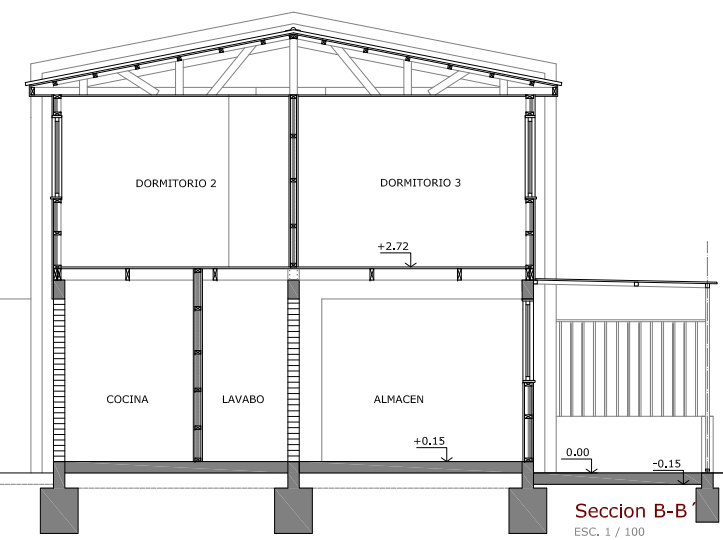 DORMITORIO 2
DORMITORIO 3
+2.72
COCINA
LAVABO
ALMACEN
+0.15
0.00
-0.15
Seccion B-B´
ESC. 1 / 100